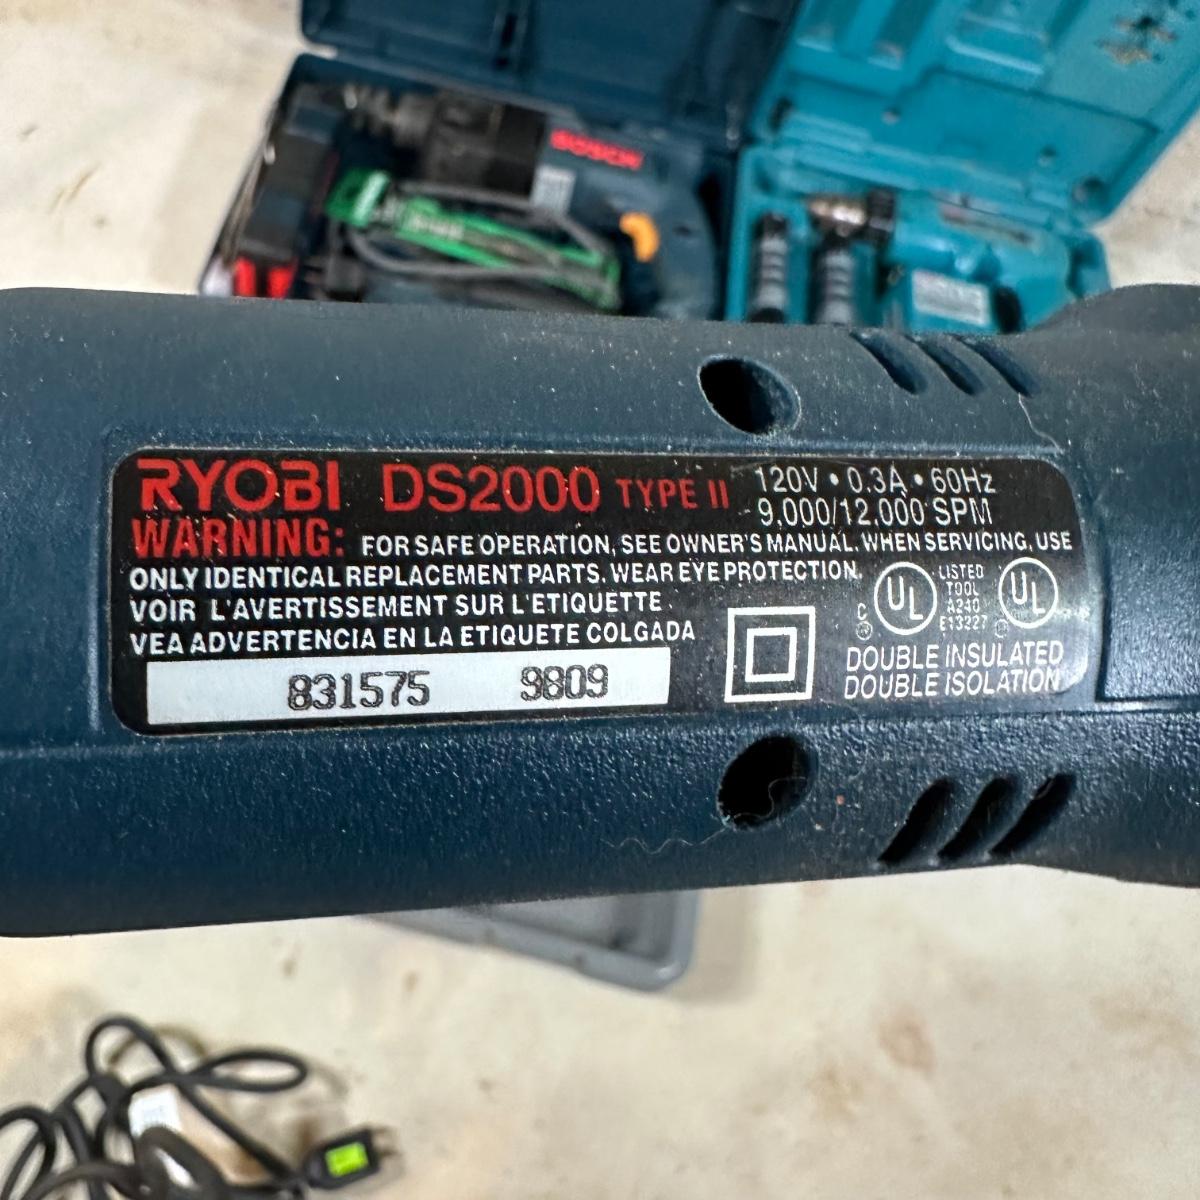 BOSCH
RYOBI DS2000 TYPE II 120V • 0.3A • 60Hz
9,000/12,000 SPM
WARNING: FOR SAFE OPERATION, SEE OWNER'S MANUAL. WHEN SERVICING, USE
ONLY IDENTICAL REPLACEMENT PARTS. WEAR EYE PROTECTION.
VOIR L'AVERTISSEMENT SUR L'ETIQUETTE.
VEA ADVERTENCIA EN LA ETIQUETE COLGADA
831575 9809
C UL LISTED UL
TOOL
A240
E13227
DOUBLE INSULATED
DOUBLE ISOLATION